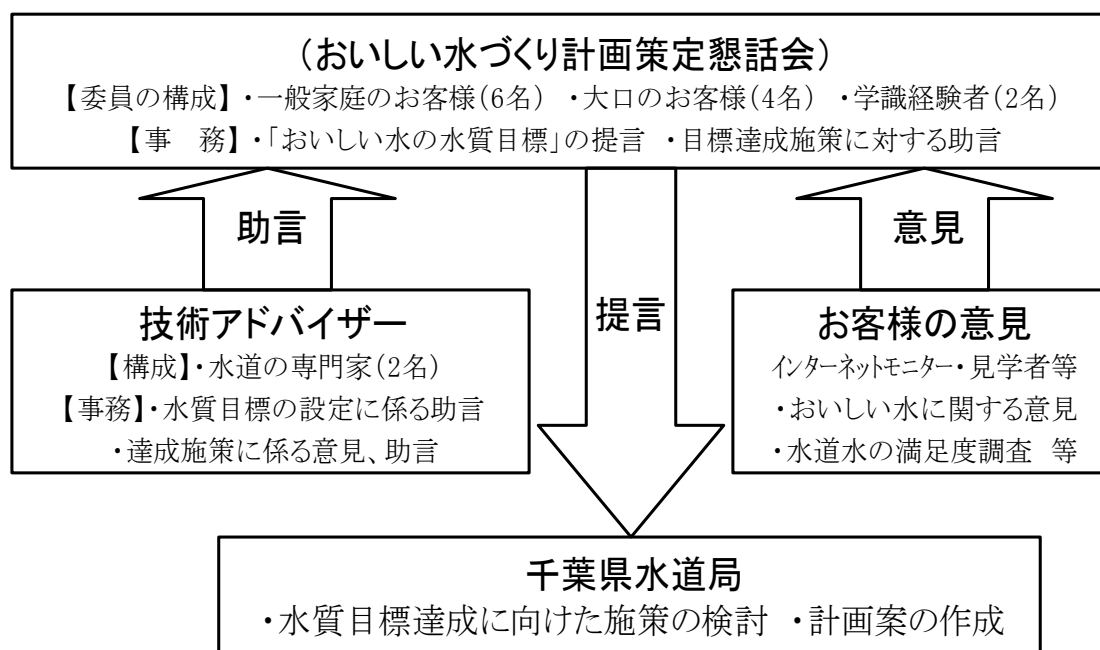 (おいしい水づくり計画策定懇話会)
【委員の構成】・一般家庭のお客様(6名) ・大口のお客様(4名) ・学識経験者(2名)
【事　務】・「おいしい水の水質目標」の提言 ・目標達成施策に対する助言
助言
提言
意見
技術アドバイザー
【構成】・水道の専門家(2名)
【事務】・水質目標の設定に係る助言
・達成施策に係る意見、助言
お客様の意見
インターネットモニター・見学者等
・おいしい水に関する意見
・水道水の満足度調査　等
千葉県水道局
・水質目標達成に向けた施策の検討 ・計画案の作成